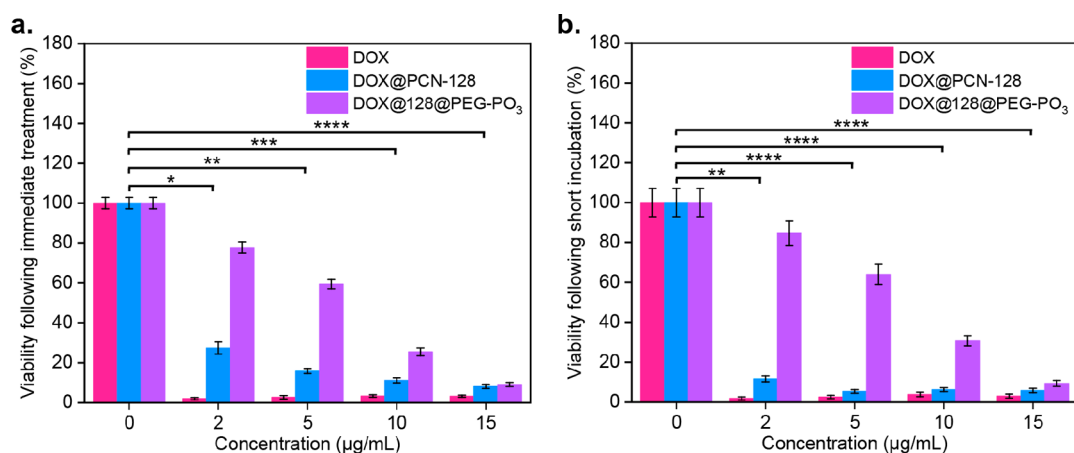 a.
Viability following immediate treatment (%)
180
160
140
120
100
80
60
40
20
0
DOX
DOX@PCN-128
DOX@128@PEG-PO3
****
***
**
*
0 2 5 10 15
Concentration (µg/mL)
b.
Viability following short incubation (%)
180
160
140
120
100
80
60
40
20
0
DOX
DOX@PCN-128
DOX@128@PEG-PO3
****
****
****
**
0 2 5 10 15
Concentration (µg/mL)